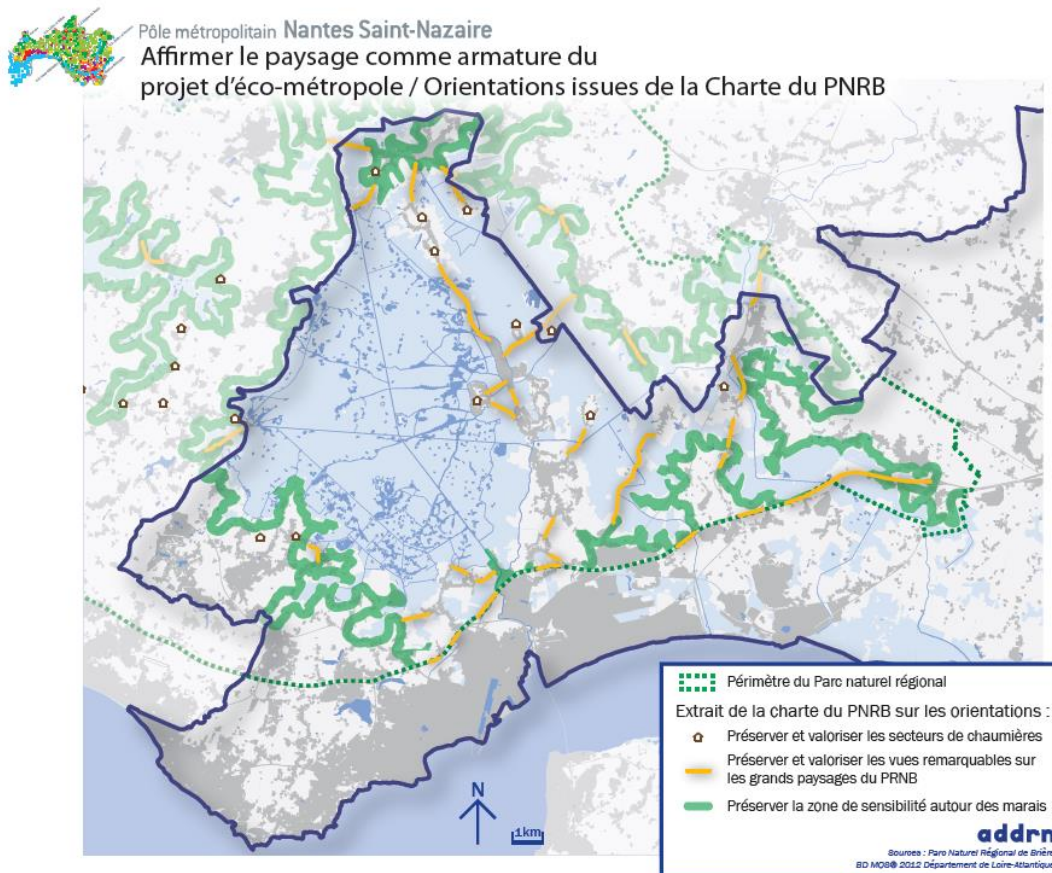 Pôle métropolitain Nantes Saint-Nazaire
Affirmer le paysage comme armature du
projet d'éco-métropole / Orientations issues de la Charte du PNRB
N
1km
Périmètre du Parc naturel régional
Extrait de la charte du PNRB sur les orientations :
Préserver et valoriser les secteurs de chaumières
Préserver et valoriser les vues remarquables sur
les grands paysages du PRNB
Préserver la zone de sensibilité autour des marais
addrn
Sources : Parc Naturel Régional de Brière
BD MOS® 2012 Département de Loire-Atlantique